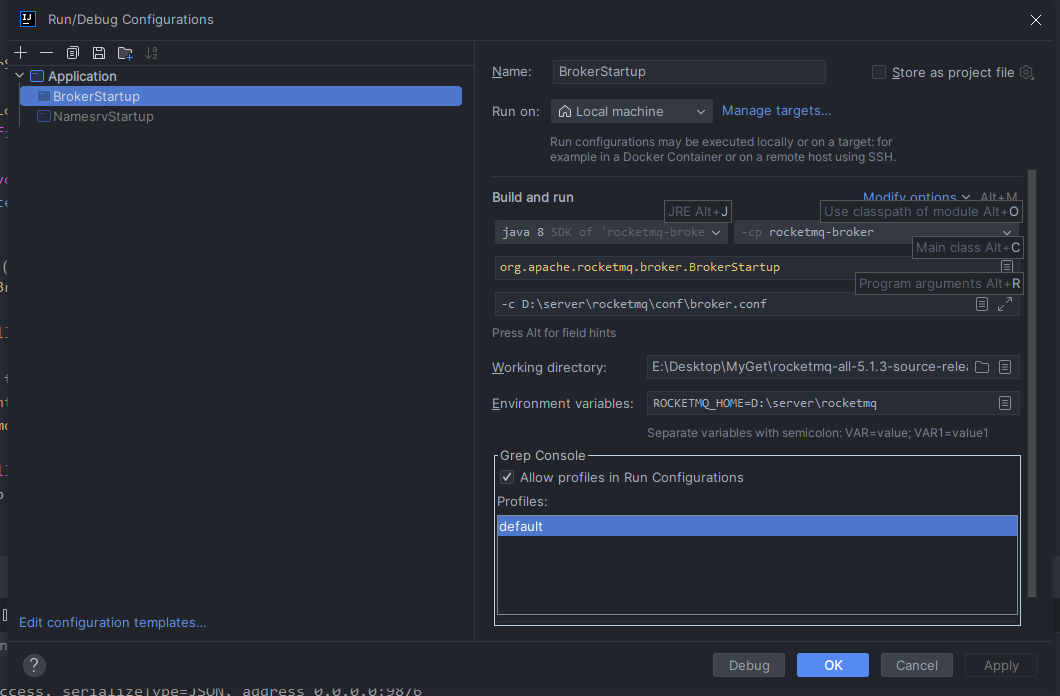 Run/Debug Configurations
Application
BrokerStartup
NamesrvStartup
Edit configuration templates...
Name:
BrokerStartup
Store as project file
Run on:
Local machine
Manage targets...
Run configurations may be executed locally or on a target: for
example in a Docker Container or on a remote host using SSH.
Build and run
Modify options Alt+M
JRE Alt+J
Use classpath of module Alt+O
java 8 SDK of 'rocketmq-broke
-cp rocketmq-broker
Main class Alt+C
org.apache.rocketmq.broker.BrokerStartup
Program arguments Alt+R
-c D:\server\rocketmq\conf\broker.conf
Press Alt for field hints
Working directory:
E:\Desktop\MyGet\rocketmq-all-5.1.3-source-relea
Environment variables:
ROCKETMQ_HOME=D:\server\rocketmq
Separate variables with semicolon: VAR=value; VAR1=value1
Grep Console
Allow profiles in Run Configurations
Profiles:
default
?
Debug
OK
Cancel
Apply
ccess, serializeType=JSON, address 0.0.0.0:9876